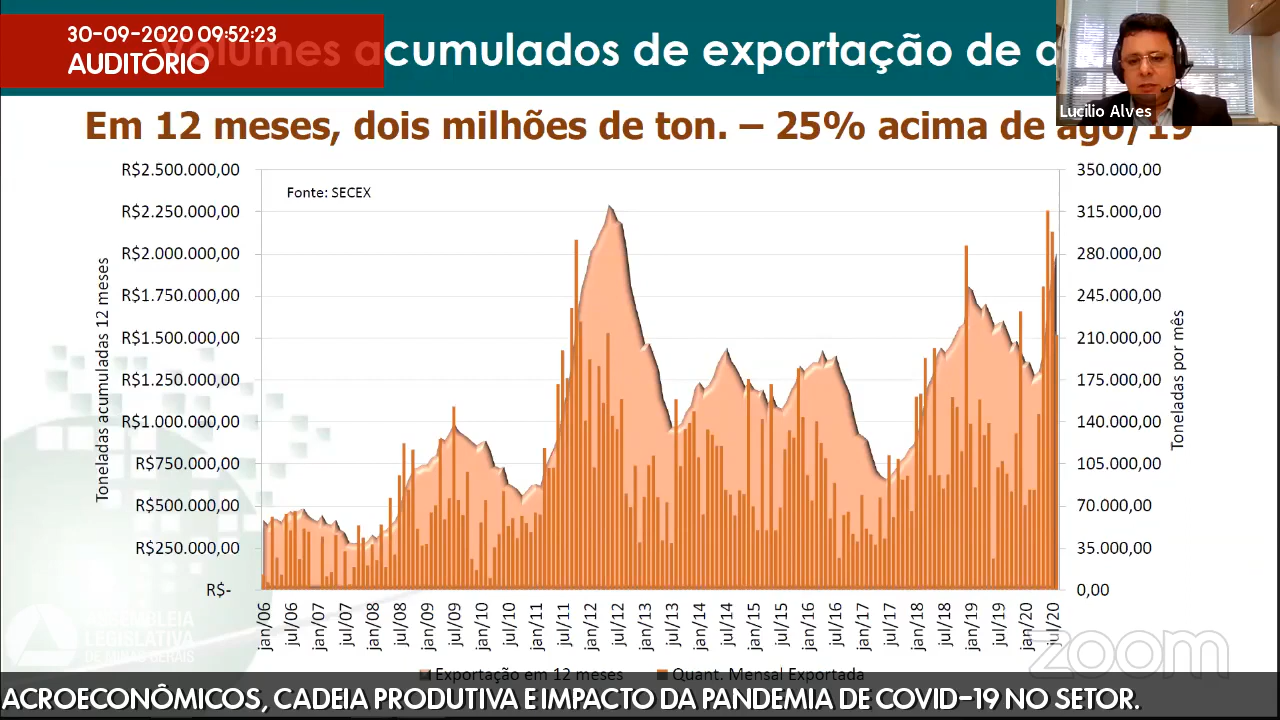 30-09-2020 09:52:23
AUDITÓRIO
Volumes acumulados de exportação de a
Lucilio Alves
Em 12 meses, dois milhões de ton. – 25% acima de ago/19
Fonte: SECEX
Toneladas acumuladas 12 meses
R$2.500.000,00
R$2.250.000,00
R$2.000.000,00
R$1.750.000,00
R$1.500.000,00
R$1.250.000,00
R$1.000.000,00
R$750.000,00
R$500.000,00
R$250.000,00
R$-
350.000,00
315.000,00
280.000,00
245.000,00
210.000,00
175.000,00
140.000,00
105.000,00
70.000,00
35.000,00
0,00
Toneladas por mês
jan/06
jul/06
jan/07
jul/07
jan/08
jul/08
jan/09
jul/09
jan/10
jul/10
jan/11
jul/11
jan/12
jul/12
jan/13
jul/13
jan/14
jul/14
jan/15
jul/15
jan/16
jul/16
jan/17
jul/17
jan/18
jul/18
jan/19
jul/19
jan/20
jul/20
Exportação em 12 meses
Quant. Mensal Exportada
ASSEMBLEIA
LEGISLATIVA
DE MINAS GERAIS
zoom
ACROECONÔMICOS, CADEIA PRODUTIVA E IMPACTO DA PANDEMIA DE COVID-19 NO SETOR.